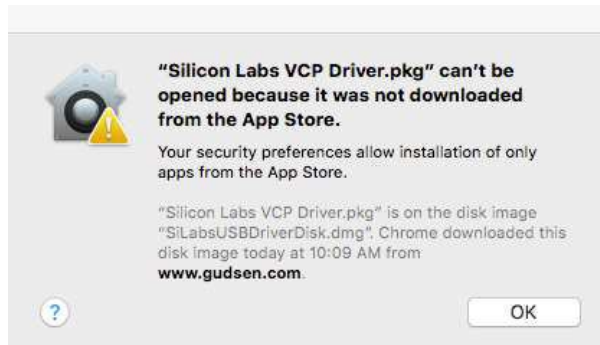 “Silicon Labs VCP Driver.pkg” can’t be
opened because it was not downloaded
from the App Store.
Your security preferences allow installation of only
apps from the App Store.
“Silicon Labs VCP Driver.pkg” is on the disk image
“SiLabsUSBDriverDisk.dmg”. Chrome downloaded this
disk image today at 10:09 AM from
www.gudsen.com.
?
OK